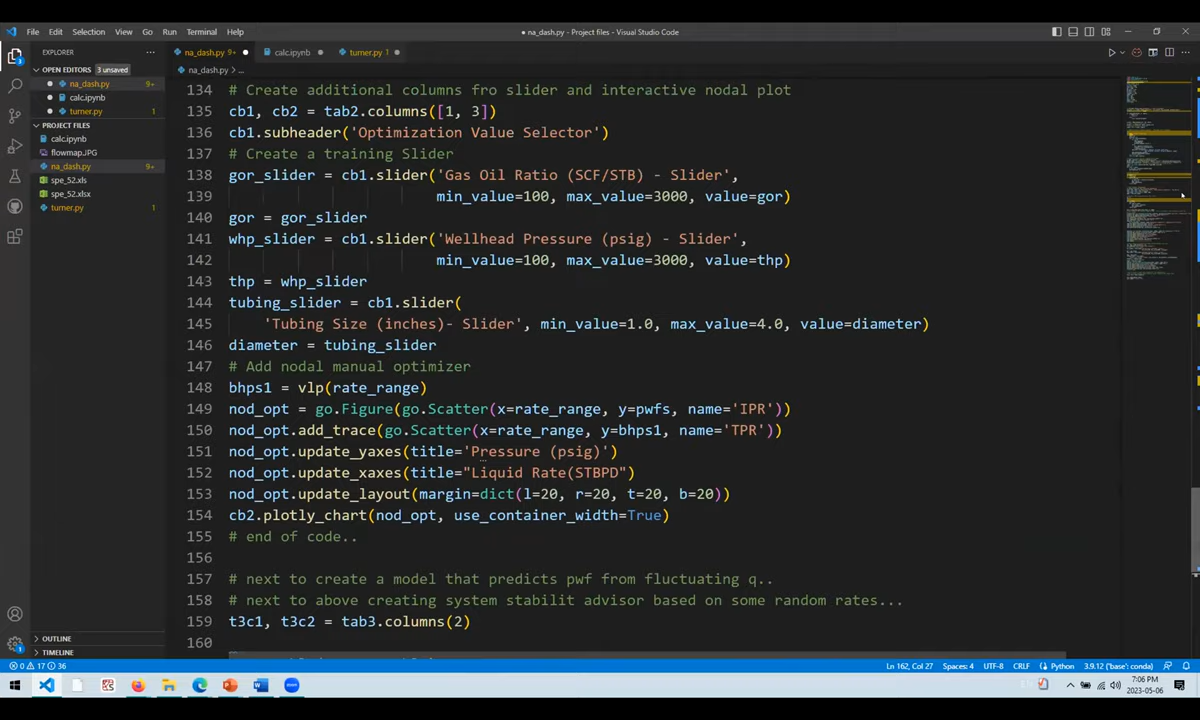 File Edit Selection View Go Run Terminal Help
● na_dash.py - Project files - Visual Studio Code
EXPLORER
OPEN EDITORS 3 unsaved
na_dash.py 9+
calc.ipynb
turner.py 1
PROJECT FILES
calc.ipynb
flowmap.JPG
na_dash.py 9+
spe_52.xls
spe_52.xlsx
turner.py 1
OUTLINE
TIMELINE
na_dash.py 9+ calc.ipynb turner.py 1
na_dash.py > ...
134 # Create additional columns fro slider and interactive nodal plot
135 cb1, cb2 = tab2.columns([1, 3])
136 cb1.subheader('Optimization Value Selector')
137 # Create a training Slider
138 gor_slider = cb1.slider('Gas Oil Ratio (SCF/STB) - Slider',
139 min_value=100, max_value=3000, value=gor)
140 gor = gor_slider
141 whp_slider = cb1.slider('Wellhead Pressure (psig) - Slider',
142 min_value=100, max_value=3000, value=thp)
143 thp = whp_slider
144 tubing_slider = cb1.slider(
145 'Tubing Size (inches)- Slider', min_value=1.0, max_value=4.0, value=diameter)
146 diameter = tubing_slider
147 # Add nodal manual optimizer
148 bhps1 = vlp(rate_range)
149 nod_opt = go.Figure(go.Scatter(x=rate_range, y=pwfs, name='IPR'))
150 nod_opt.add_trace(go.Scatter(x=rate_range, y=bhps1, name='TPR'))
151 nod_opt.update_yaxes(title='Pressure (psig)')
152 nod_opt.update_xaxes(title="Liquid Rate(STBPD")
153 nod_opt.update_layout(margin=dict(l=20, r=20, t=20, b=20))
154 cb2.plotly_chart(nod_opt, use_container_width=True)
155 # end of code..
156
157 # next to create a model that predicts pwf from fluctuating q..
158 # next to above creating system stabilit advisor based on some random rates...
159 t3c1, t3c2 = tab3.columns(2)
160
0 17 36 Ln 162, Col 27 Spaces: 4 UTF-8 CRLF Python 3.9.12 ('base': conda)
7:06 PM
2023-05-06